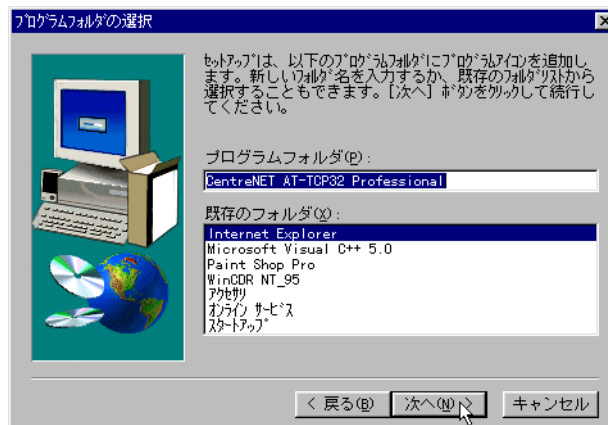 ﾌﾟﾛｸﾞﾗﾑﾌｫﾙﾀﾞの選択
ｾｯﾄｱｯﾌﾟは、以下のﾌﾟﾛｸﾞﾗﾑﾌｫﾙﾀﾞにﾌﾟﾛｸﾞﾗﾑｱｲｺﾝを追加し
ます。新しいﾌｫﾙﾀﾞ名を入力するか、既存のﾌｫﾙﾀﾞﾘｽﾄから
選択することもできます。[次へ] ﾎﾞﾀﾝをｸﾘｯｸして続行し
てください。
プログラムフォルダ(P):
CentreNET AT-TCP32 Professional
既存のフォルダ(X):
Internet Explorer
Microsoft Visual C++ 5.0
Paint Shop Pro
WinCDR NT_95
ｱｸｾｻﾘ
ｵﾝﾗｲﾝ ｻｰﾋﾞｽ
ｽﾀｰﾄｱｯﾌﾟ
< 戻る(B) 次へ(N) > キャンセル